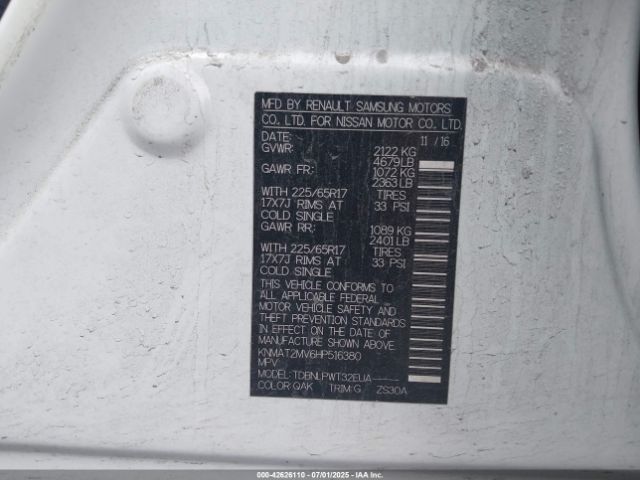 MFD BY RENAULT SAMSUNG MOTORS
CO. LTD. FOR NISSAN MOTOR CO. LTD.
DATE: 11 / 16
GVWR: 2122 KG
4679 LB
GAWR FR: 1072 KG
2363 LB
WITH 225/65R17 TIRES
17X7J RIMS AT 33 PSI
COLD SINGLE
GAWR RR: 1089 KG
2401 LB
WITH 225/65R17 TIRES
17X7J RIMS AT 33 PSI
COLD SINGLE
THIS VEHICLE CONFORMS TO
ALL APPLICABLE FEDERAL
MOTOR VEHICLE SAFETY AND
THEFT PREVENTION STANDARDS
IN EFFECT ON THE DATE OF
MANUFACTURE SHOWN ABOVE.
KNMAT2MV6HP516380
MPV
MODEL: TDBNLPWT32EUA-----
COLOR: QAK TRIM: G ZS30A
000-42626110 - 07/01/2025 - IAAI.COM